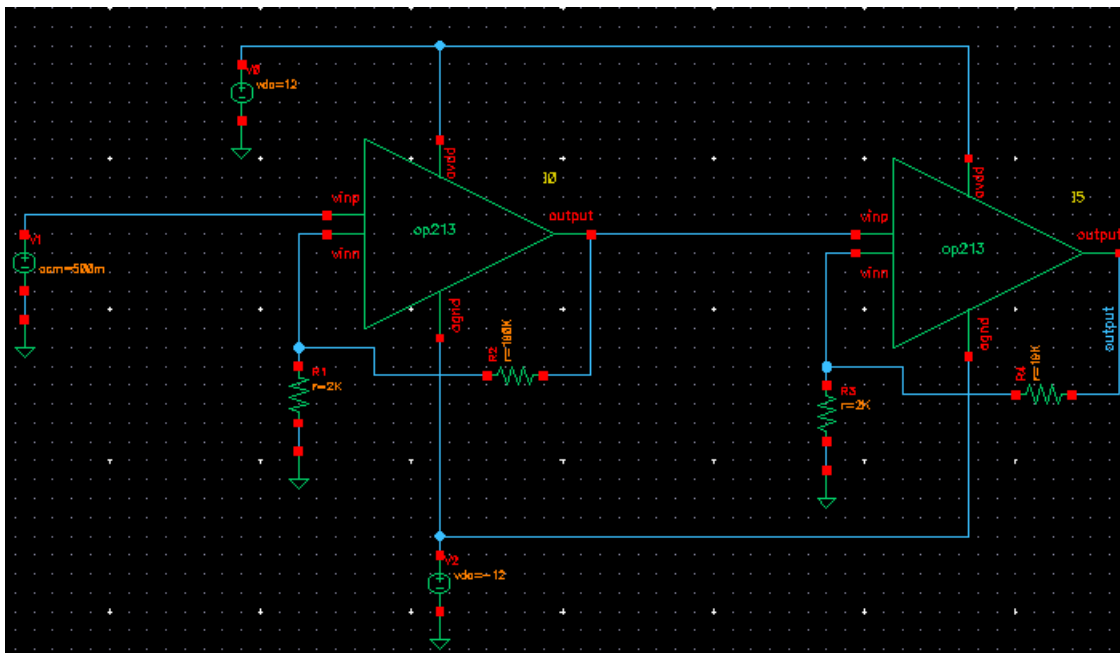 V0
vdc=12
avdd
avdd
I0
I5
vinp
output
vinp
output
op213
op213
V1
vinn
vinn
acm=500m
agnd
agnd
output
R2
r=100K
R1
r=2K
R4
r=10K
R3
r=2K
V2
vdc=-12